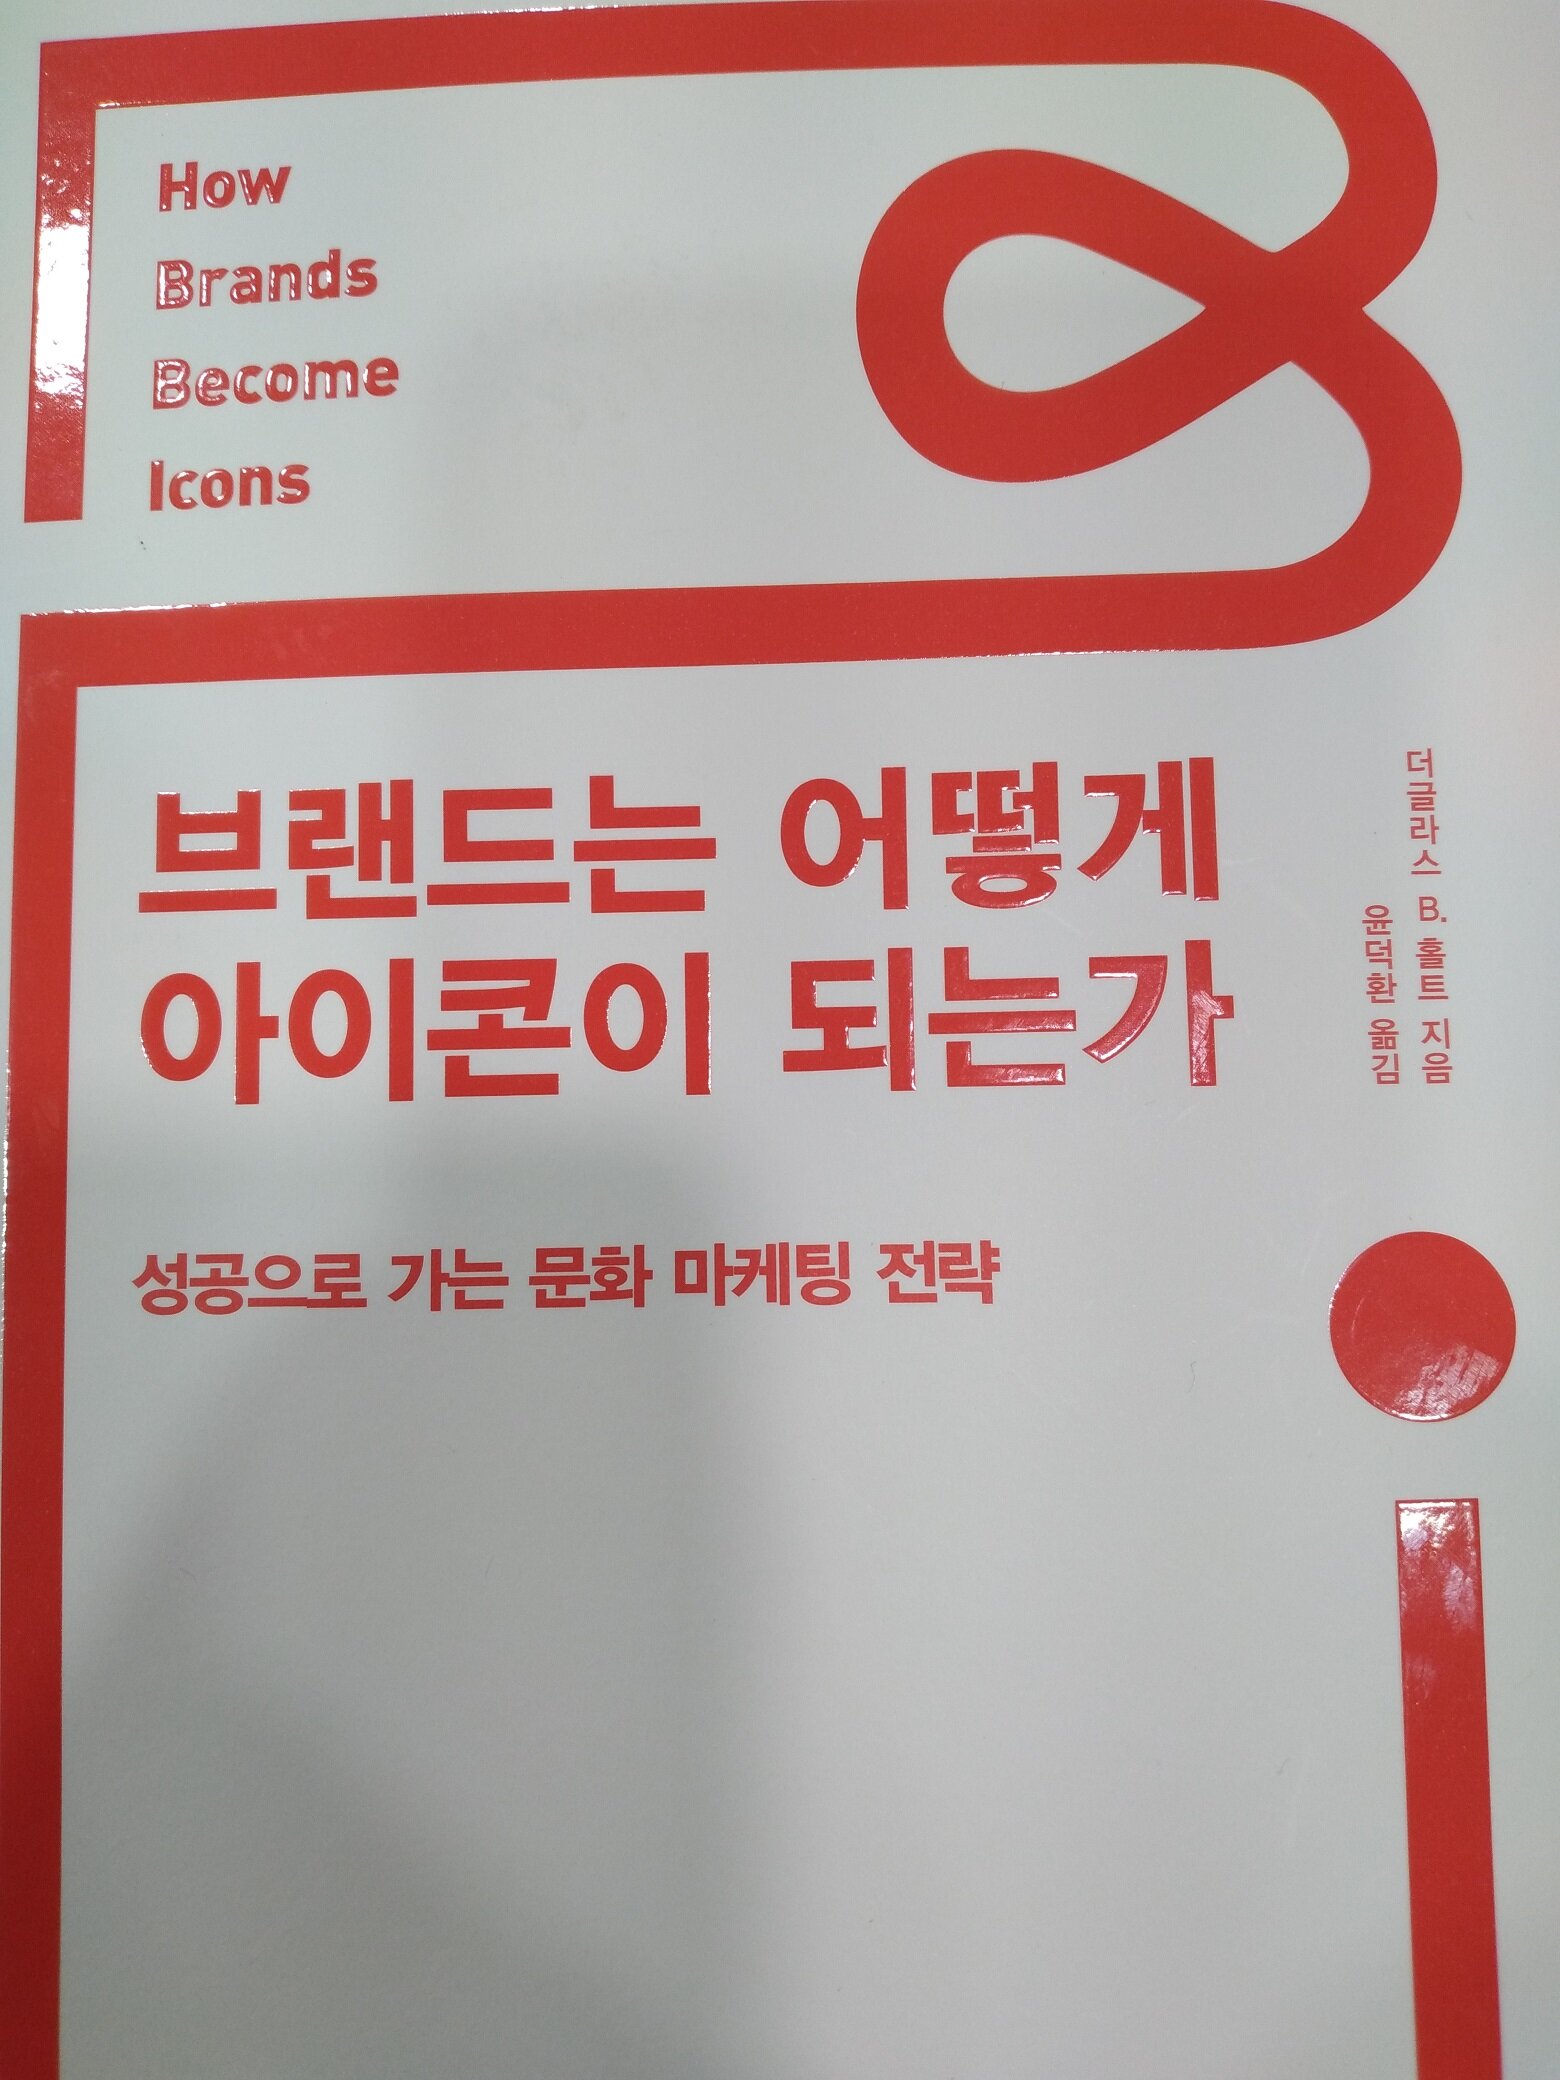 How
Brands
Become
Icons
브랜드는 어떻게
아이콘이 되는가
더글라스 B. 홀트 지음
윤덕환 옮김
성공으로 가는 문화 마케팅 전략